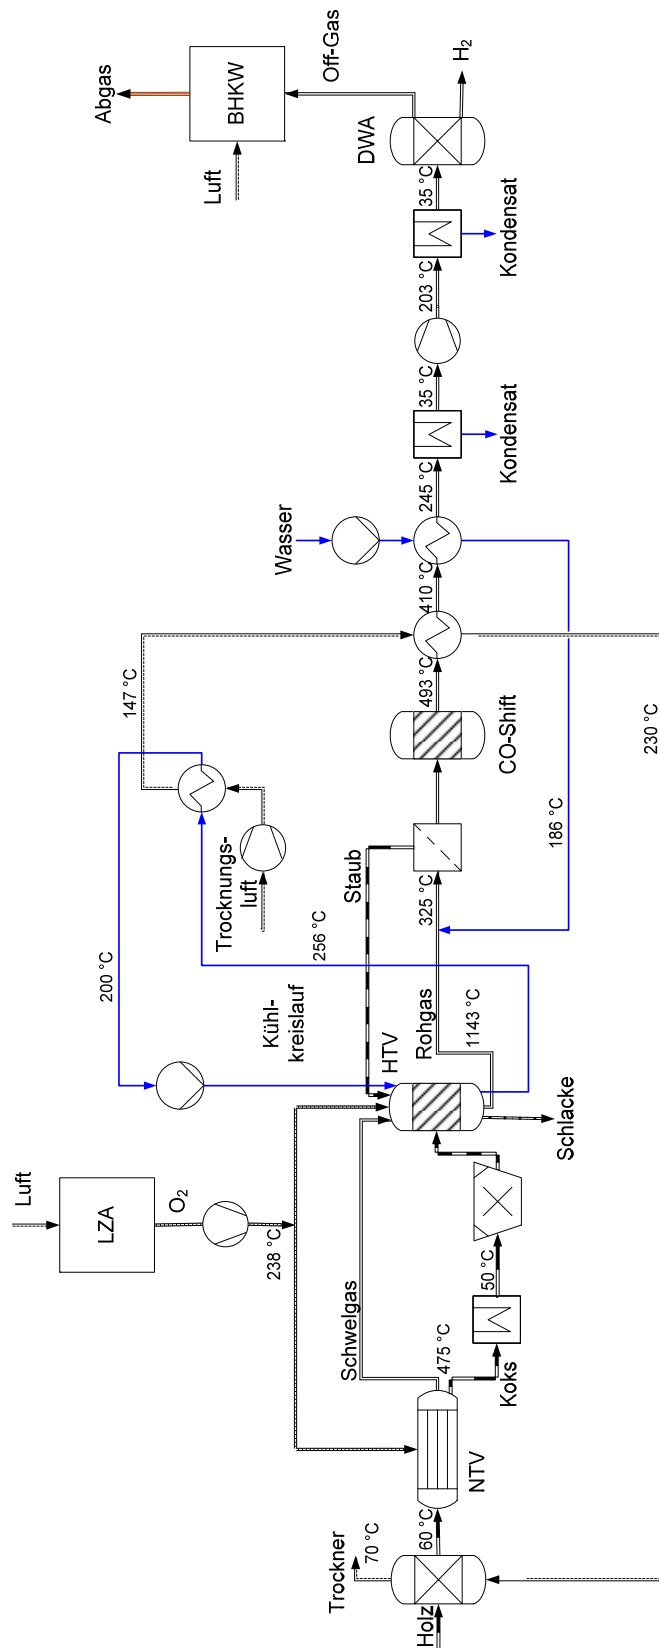 Holz
Trockner
70 °C
60 °C
NTV
475 °C
Koks
50 °C
Schwelgas
Luft
LZA
O₂
238 °C
Schlacke
HTV
Kühl-
kreislauf
Rohgas
1143 °C
200 °C
256 °C
Trocknungs-
luft
Staub
325 °C
186 °C
147 °C
CO-Shift
493 °C
230 °C
410 °C
Wasser
245 °C
Kondensat
35 °C
203 °C
Kondensat
35 °C
DWA
H₂
Off-Gas
Luft
BHKW
Abgas